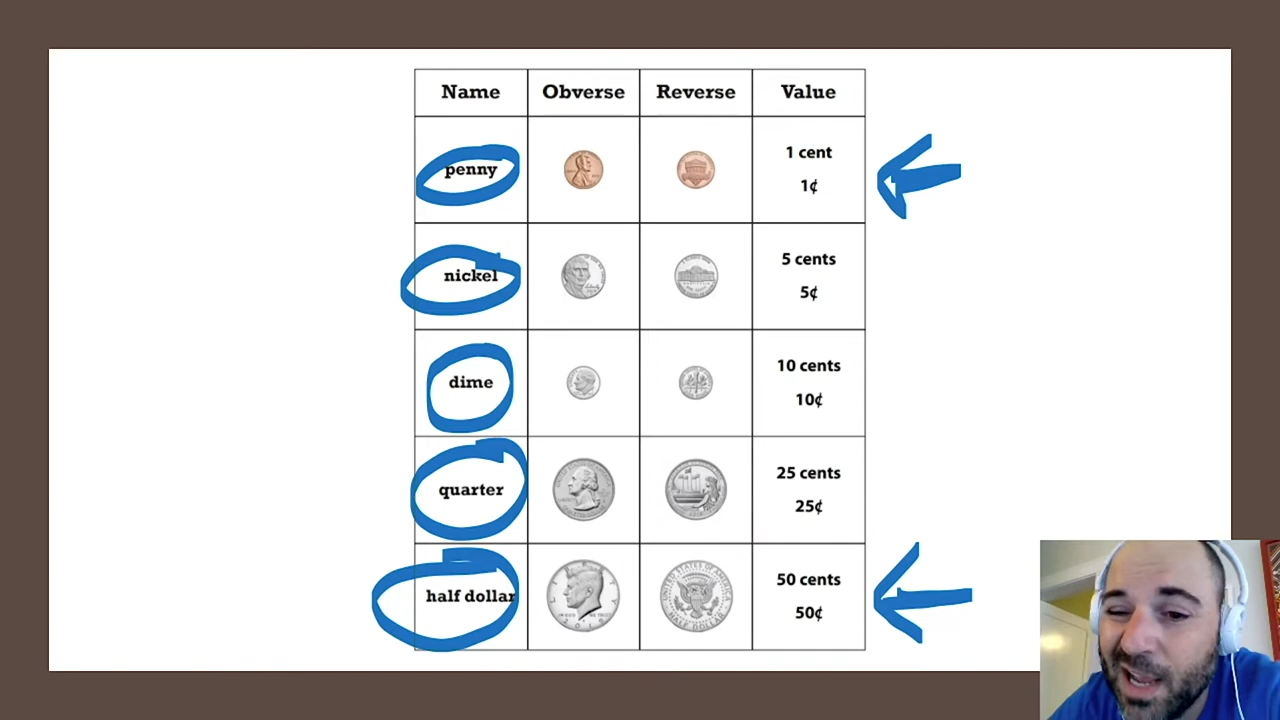 Name Obverse Reverse Value
penny
1 cent
1¢
nickel
5 cents
5¢
dime
10 cents
10¢
quarter
25 cents
25¢
half dollar
50 cents
50¢